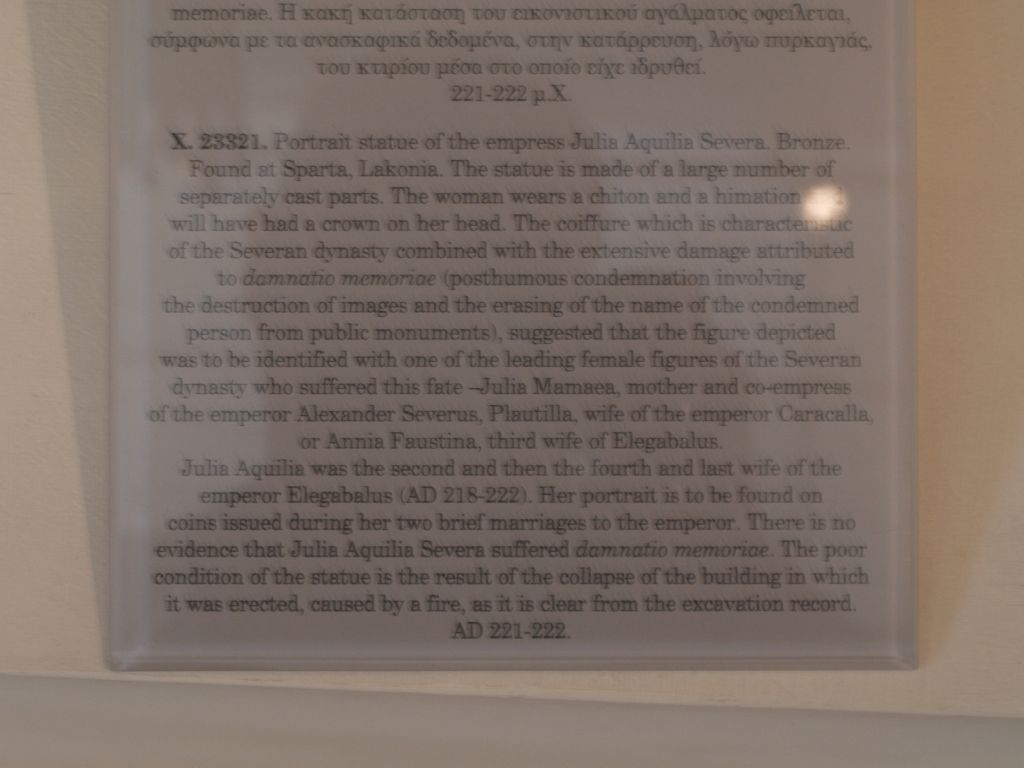 memoriae. Η κακή κατάσταση του εικονιστικού αγάλματος οφείλεται,
σύμφωνα με τα ανασκαφικά δεδομένα, στην κατάρρευση, λόγω πυρκαγιάς,
του κτιρίου μέσα στο οποίο είχε ιδρυθεί.
221-222 μ.Χ.
X. 23321. Portrait statue of the empress Julia Aquilia Severa. Bronze.
Found at Sparta, Lakonia. The statue is made of a large number of
separately cast parts. The woman wears a chiton and a himation
will have had a crown on her head. The coiffure which is characteristic
of the Severan dynasty combined with the extensive damage attributed
to damnatio memoriae (posthumous condemnation involving
the destruction of images and the erasing of the name of the condemned
person from public monuments), suggested that the figure depicted
was to be identified with one of the leading female figures of the Severan
dynasty who suffered this fate –Julia Mamaea, mother and co-empress
of the emperor Alexander Severus, Plautilla, wife of the emperor Caracalla,
or Annia Faustina, third wife of Elegabalus.
Julia Aquilia was the second and then the fourth and last wife of the
emperor Elegabalus (AD 218-222). Her portrait is to be found on
coins issued during her two brief marriages to the emperor. There is no
evidence that Julia Aquilia Severa suffered damnatio memoriae. The poor
condition of the statue is the result of the collapse of the building in which
it was erected, caused by a fire, as it is clear from the excavation record.
AD 221-222.